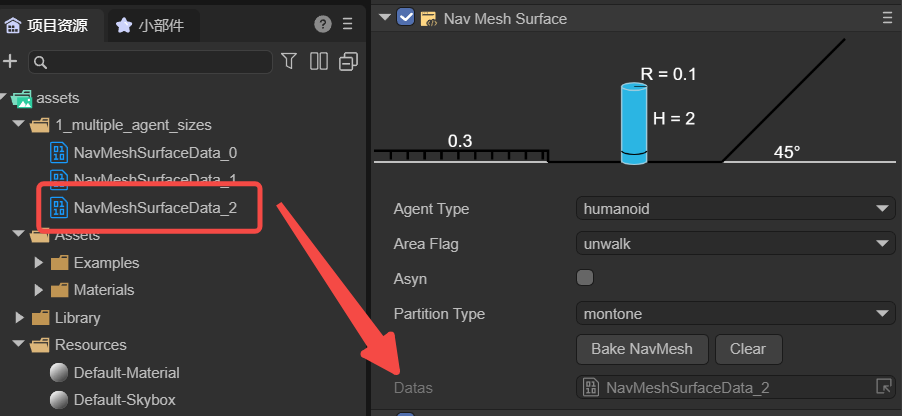 项目资源
小部件
?
assets
1_multiple_agent_sizes
NavMeshSurfaceData_0
NavMeshSurfaceData_1
NavMeshSurfaceData_2
Assets
Examples
Materials
Library
Resources
Default-Material
Default-Skybox
Nav Mesh Surface
R = 0.1
H = 2
0.3
45°
Agent Type humanoid
Area Flag unwalk
Asyn
Partition Type montone
Bake NavMesh Clear
Datas NavMeshSurfaceData_2